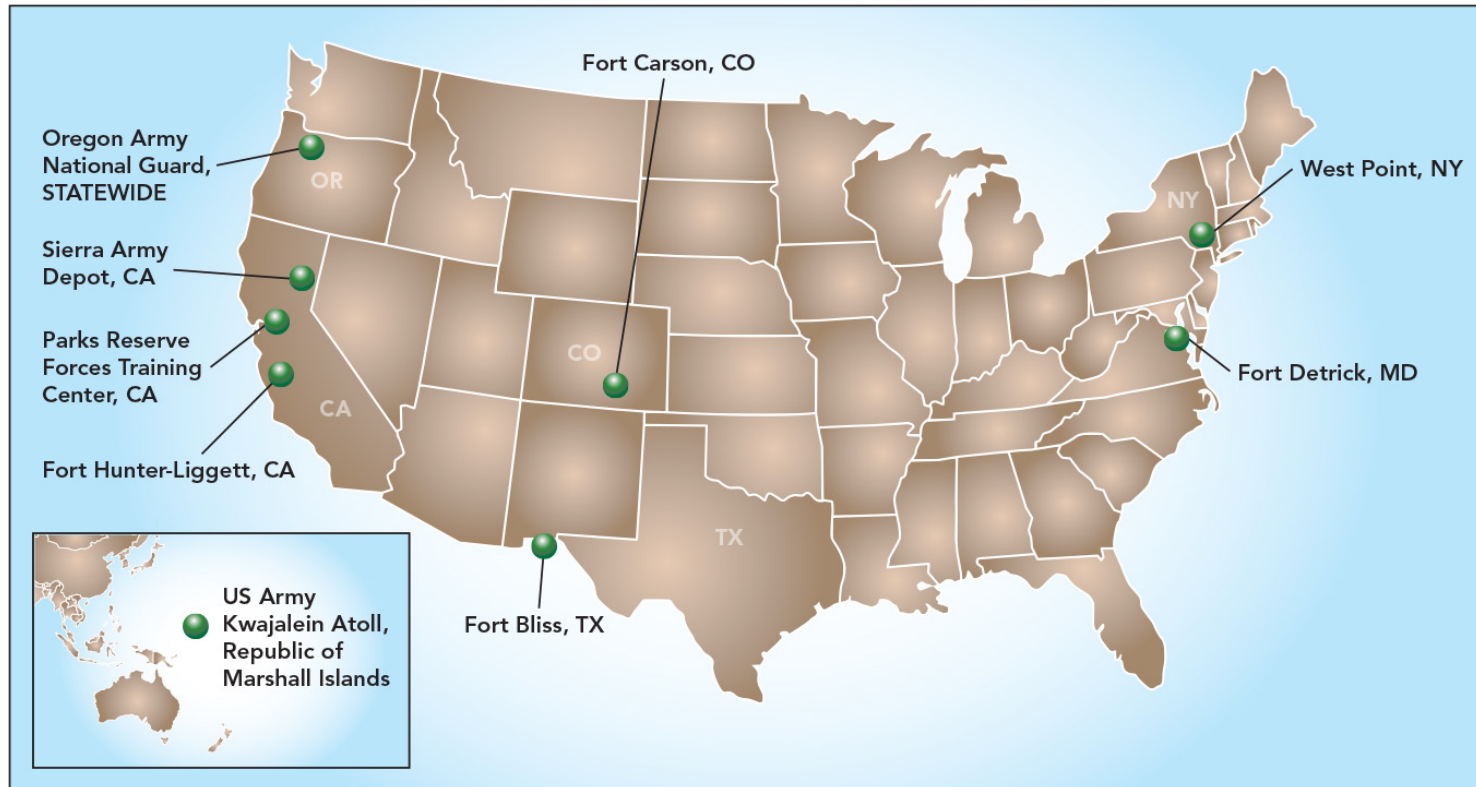 Fort Carson, CO
Oregon Army
National Guard,
STATEWIDE
OR
West Point, NY
NY
Sierra Army
Depot, CA
Parks Reserve
Forces Training
Center, CA
CO
Fort Detrick, MD
CA
Fort Hunter-Liggett, CA
TX
US Army
Kwajalein Atoll,
Republic of
Marshall Islands
Fort Bliss, TX